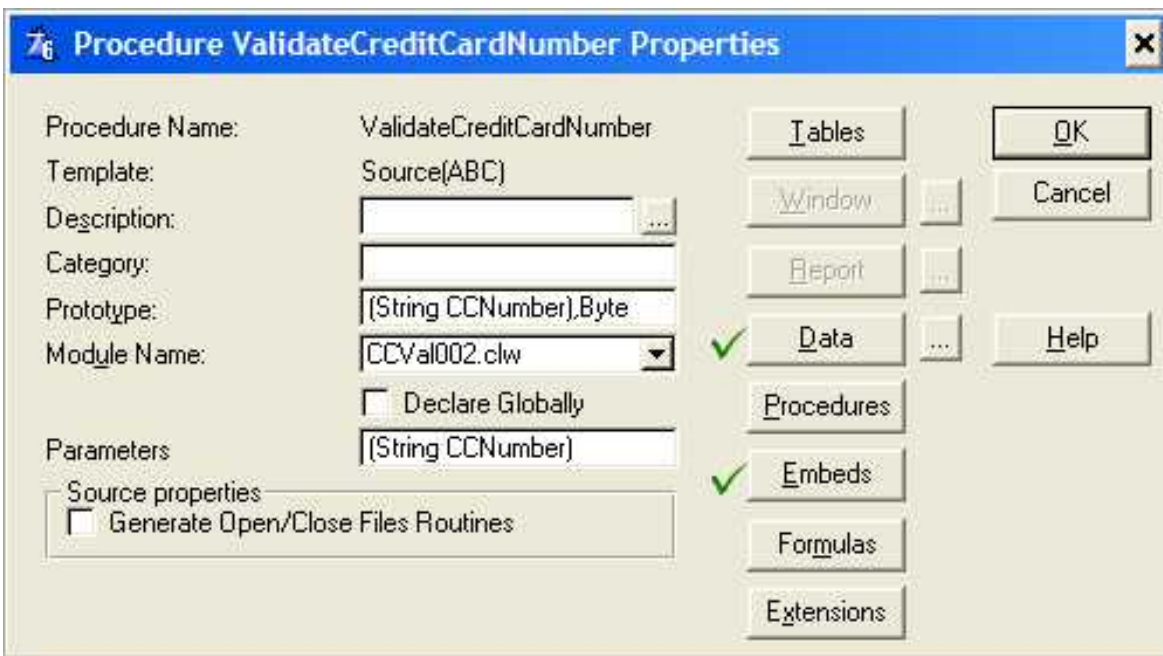 Procedure ValidateCreditCardNumber Properties
Procedure Name: ValidateCreditCardNumber
Template: Source(ABC)
Description: ...
Category:
Prototype: (String CCNumber),Byte
Module Name: CCVal002.clw
Declare Globally
Parameters (String CCNumber)
Source properties
Generate Open/Close Files Routines
Tables
Window ...
Report ...
Data ...
Procedures
Embeds
Formulas
Extensions
OK
Cancel
Help